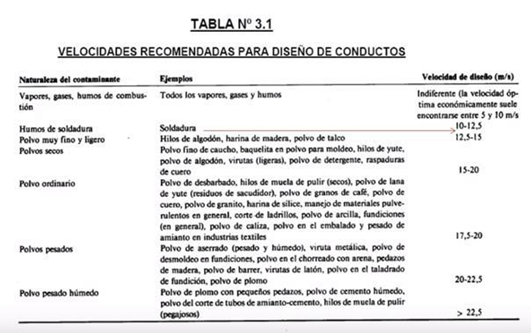 TABLA Nº 3.1
VELOCIDADES RECOMENDADAS PARA DISEÑO DE CONDUCTOS
Naturaleza del contaminante Ejemplos Velocidad de diseño (m/s)
Vapores, gases, humos de combus- Todos los vapores, gases y humos Indiferente (la velocidad óp-
tión tima económicamente suele
encontrarse entre 5 y 10 m/s
Humos de soldadura Soldadura 10-12,5
Polvo muy fino y ligero Hilos de algodón, harina de madera, polvo de talco 12,5-15
Polvos secos Polvo fino de caucho, baquelita en polvo para moldeo, hilos de yute,
polvo de algodón, virutas (ligeras), polvo de detergente, raspaduras
de cuero 15-20
Polvo ordinario Polvo de desbarbado, hilos de muela de pulir (secos), polvo de lana
de yute (residuos de sacudidor), polvo de granos de café, polvo de
cuero, polvo de granito, harina de sílice, manejo de materiales pulve-
rulentos en general, corte de ladrillos, polvo de arcilla, fundiciones
(en general), polvo de caliza, polvo en el embalado y pesado de
amianto en industrias textiles 17,5-20
Polvos pesados Polvo de aserrado (pesado y húmedo), viruta metálica, polvo de
desmoldeo en fundiciones, polvo en el chorreado con arena, pedazos
de madera, polvo de barrer, virutas de latón, polvo en el taladrado
de fundición, polvo de plomo 20-22,5
Polvo pesado húmedo Polvo de plomo con pequeños pedazos, polvo de cemento húmedo,
polvo del corte de tubos de amianto-cemento, hilos de muela de pulir
(pegajosos) > 22,5